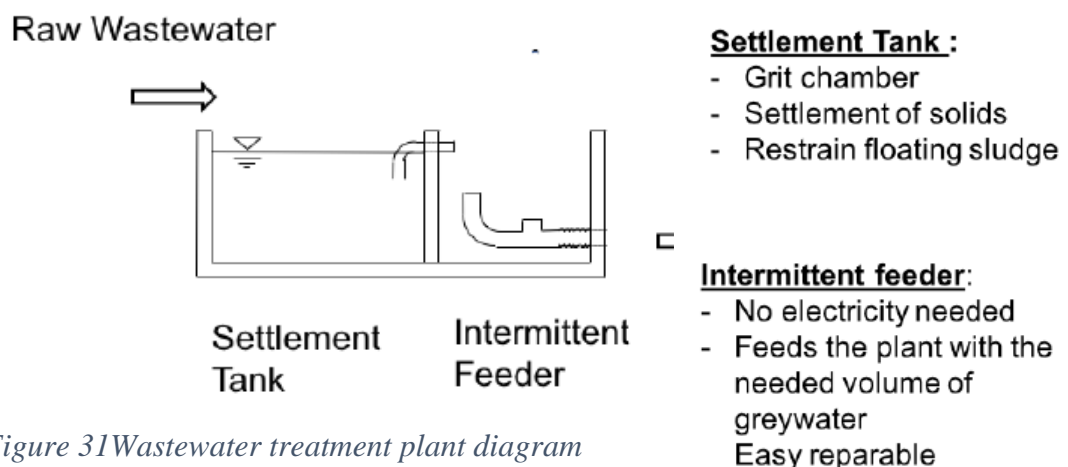 Raw Wastewater
Settlement Tank :
- Grit chamber
- Settlement of solids
- Restrain floating sludge
Settlement
Tank
Intermittent
Feeder
Intermittent feeder:
- No electricity needed
- Feeds the plant with the
needed volume of
greywater
Easy reparable
igure 31Wastewater treatment plant diagram